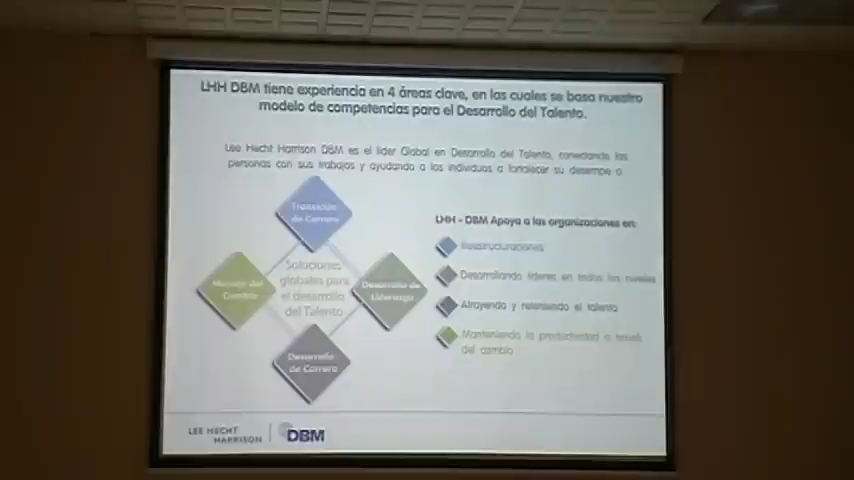 LHH DBM tiene experiencia en 4 áreas clave, en las cuales se basa nuestro
modelo de competencias para el Desarrollo del Talento.
Lee Hecht Harrison DBM es el líder Global en Desarrollo del Talento, conectando las
personas con sus trabajos y ayudando a los individuos a fortalecer su desempe o.
Transición
de Carrera
Manejo del
Cambio
Soluciones
globales para
el desarrollo
del Talento
Desarrollo de
Liderazgo
Desarrollo
de Carrera
LHH - DBM Apoya a las organizaciones en:
Reestructuraciones
Desarrollando líderes en todos los niveles
Atrayendo y reteniendo el talento
Manteniendo la productividad a través
del cambio
LEE HECHT
HARRISON
DBM